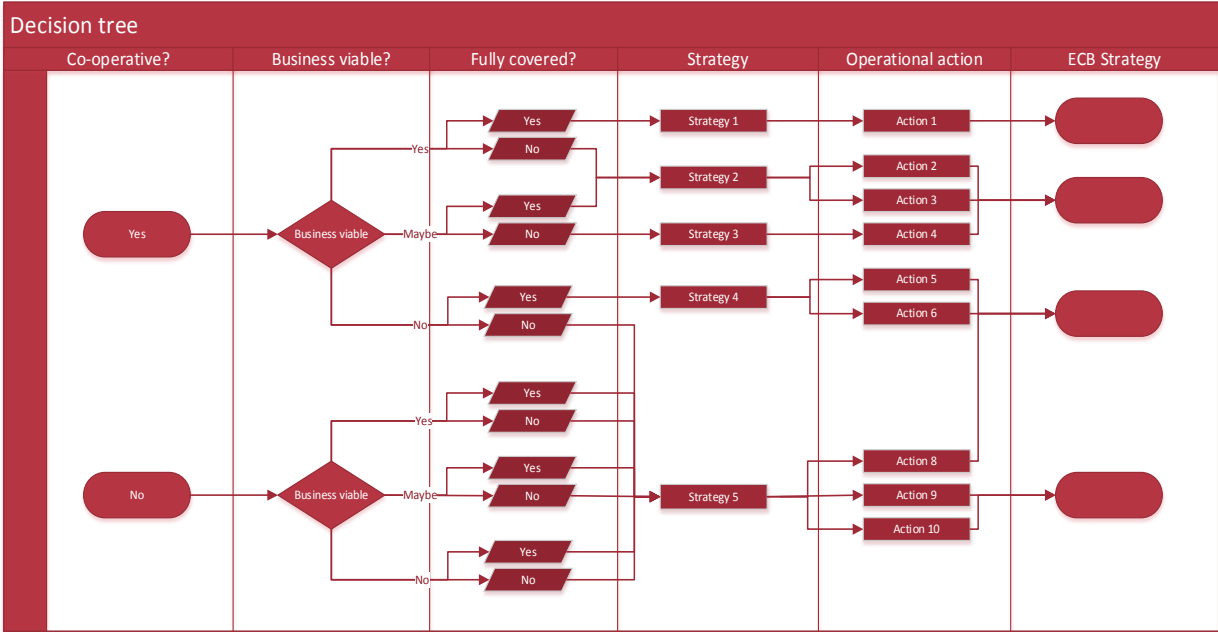 Decision tree
Co-operative?
Business viable?
Fully covered?
Strategy
Operational action
ECB Strategy
Yes
Business viable
Yes
Maybe
No
Yes
No
Yes
No
Yes
No
Strategy 1
Strategy 2
Strategy 3
Strategy 4
Action 1
Action 2
Action 3
Action 4
Action 5
Action 6
No
Business viable
Yes
Maybe
No
Yes
No
Yes
No
Yes
No
Strategy 5
Action 8
Action 9
Action 10